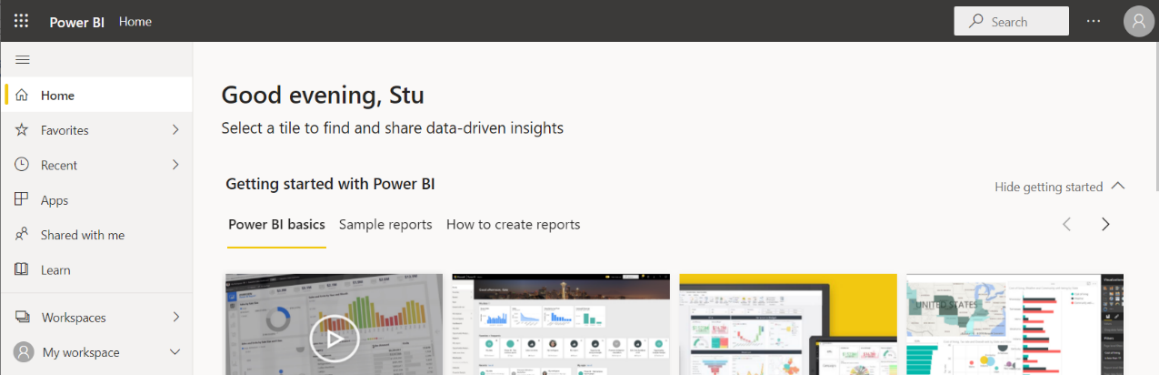 Power BI Home Search
Home
Favorites
Recent
Apps
Shared with me
Learn
Workspaces
My workspace
Good evening, Stu
Select a tile to find and share data-driven insights
Getting started with Power BI
Hide getting started
Power BI basics Sample reports How to create reports
UNITED STATES